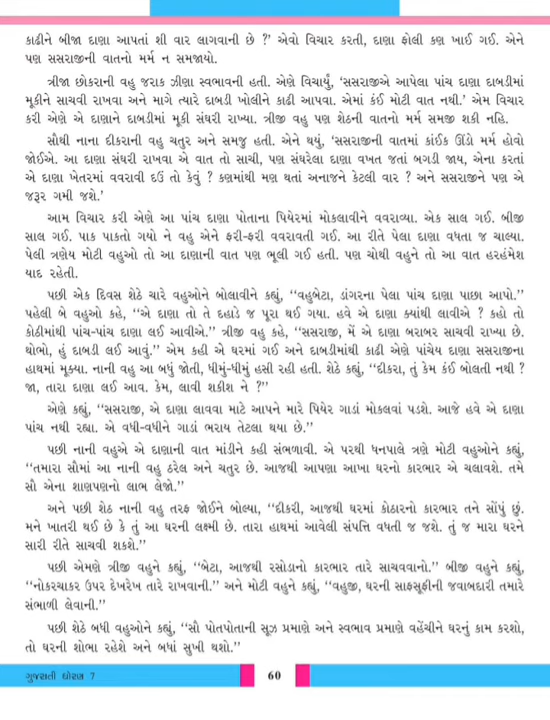 કાઢીને બીજા દાણા આપતાં શી વાર લાગવાની છે ?’ એવો વિચાર કરતી, દાણા ફોલી કણ ખાઈ ગઈ. એને
પણ સસરાજીની વાતનો મર્મ ન સમજાયો.
ત્રીજા છોકરાની વહુ જરાક ઝીણા સ્વભાવની હતી. એણે વિચાર્યું, ‘સસરાજીએ આપેલા પાંચ દાણા દાબડીમાં
મૂકીને સાચવી રાખવા અને માગે ત્યારે દાબડી ખોલીને કાઢી આપવા. એમાં કંઈ મોટી વાત નથી.’ એમ વિચાર
કરી એણે એ દાણાને દાબડીમાં મૂકી સંઘરી રાખ્યા. ત્રીજી વહુ પણ શેઠની વાતનો મર્મ સમજી શકી નહિ.
સૌથી નાના દીકરાની વહુ ચતુર અને સમજુ હતી. એને થયું, ‘સસરાજીની વાતમાં કાંઈક ઊંડો મર્મ હોવો
જોઈએ. આ દાણા સંઘરી રાખવા એ વાત તો સાચી, પણ સંઘરેલા દાણા વખત જતાં બગડી જાય, એના કરતાં
એ દાણા ખેતરમાં વવરાવી દઉં તો કેવું ? કણમાંથી મણ થતાં અનાજને કેટલી વાર ? અને સસરાજીને પણ એ
જરૂર ગમી જશે.’
આમ વિચાર કરી એણે આ પાંચ દાણા પોતાના પિયેરમાં મોકલાવીને વવરાવ્યા. એક સાલ ગઈ. બીજી
સાલ ગઈ. પાક પાકતો ગયો ને વહુ એને ફરી-ફરી વવરાવતી ગઈ. આ રીતે પેલા દાણા વધતા જ ચાલ્યા.
પેલી ત્રણેય મોટી વહુઓ તો આ દાણાની વાત પણ ભૂલી ગઈ હતી. પણ ચોથી વહુને તો આ વાત હરહંમેશ
યાદ રહેતી.
પછી એક દિવસ શેઠે ચારે વહુઓને બોલાવીને કહ્યું, ‘‘વહુબેટા, ડાંગરના પેલા પાંચ દાણા પાછા આપો.’’
પહેલી બે વહુઓ કહે, ‘‘એ દાણા તો તે દહાડે જ પૂરા થઈ ગયા. હવે એ દાણા ક્યાંથી લાવીએ ? કહો તો
કોઠીમાંથી પાંચ-પાંચ દાણા લઈ આવીએ.’’ ત્રીજી વહુ કહે, ‘‘સસરાજી, મેં એ દાણા બરાબર સાચવી રાખ્યા છે.
થોભો, હું દાબડી લઈ આવું.’’ એમ કહી એ ઘરમાં ગઈ અને દાબડીમાંથી કાઢી એણે પાંચેય દાણા સસરાજીના
હાથમાં મૂક્યા. નાની વહુ આ બધું જોતી, ધીમું-ધીમું હસી રહી હતી. શેઠે કહ્યું, ‘‘દીકરા, તું કેમ કંઈ બોલતી નથી ?
જા, તારા દાણા લઈ આવ. કેમ, લાવી શકીશ ને ?’’
એણે કહ્યું, ‘‘સસરાજી, એ દાણા લાવવા માટે આપને મારે પિયેર ગાડાં મોકલવાં પડશે. આજે હવે એ દાણા
પાંચ નથી રહ્યા. એ વધી-વધીને ગાડાં ભરાય તેટલા થયા છે.’’
પછી નાની વહુએ એ દાણાની વાત માંડીને કહી સંભળાવી. એ પરથી ધનપાલે ત્રણે મોટી વહુઓને કહ્યું,
‘‘તમારા સૌમાં આ નાની વહુ ઠરેલ અને ચતુર છે. આજથી આપણા આખા ઘરનો કારભાર એ ચલાવશે. તમે
સૌ એના શાણપણનો લાભ લેજો.’’
અને પછી શેઠ નાની વહુ તરફ જોઈને બોલ્યા, ‘‘દીકરી, આજથી ઘરમાં કોઠારનો કારભાર તને સોંપું છું.
મને ખાતરી થઈ છે કે તું આ ઘરની લક્ષ્મી છે. તારા હાથમાં આવેલી સંપત્તિ વધતી જ જશે. તું જ મારા ઘરને
સારી રીતે સાચવી શકશે.’’
પછી એમણે ત્રીજી વહુને કહ્યું, ‘‘બેટા, આજથી રસોડાનો કારભાર તારે સાચવવાનો.’’ બીજી વહુને કહ્યું,
‘‘નોકરચાકર ઉપર દેખરેખ તારે રાખવાની.’’ અને મોટી વહુને કહ્યું, ‘‘વહુજી, ઘરની સાફસૂફીની જવાબદારી તમારે
સંભાળી લેવાની.’’
પછી શેઠે બધી વહુઓને કહ્યું, ‘‘સૌ પોતપોતાની સૂઝ પ્રમાણે અને સ્વભાવ પ્રમાણે વહેંચીને ઘરનું કામ કરશો,
તો ઘરની શોભા રહેશે અને બધાં સુખી થશો.’’
ગુજરાતી ધોરણ 7
60